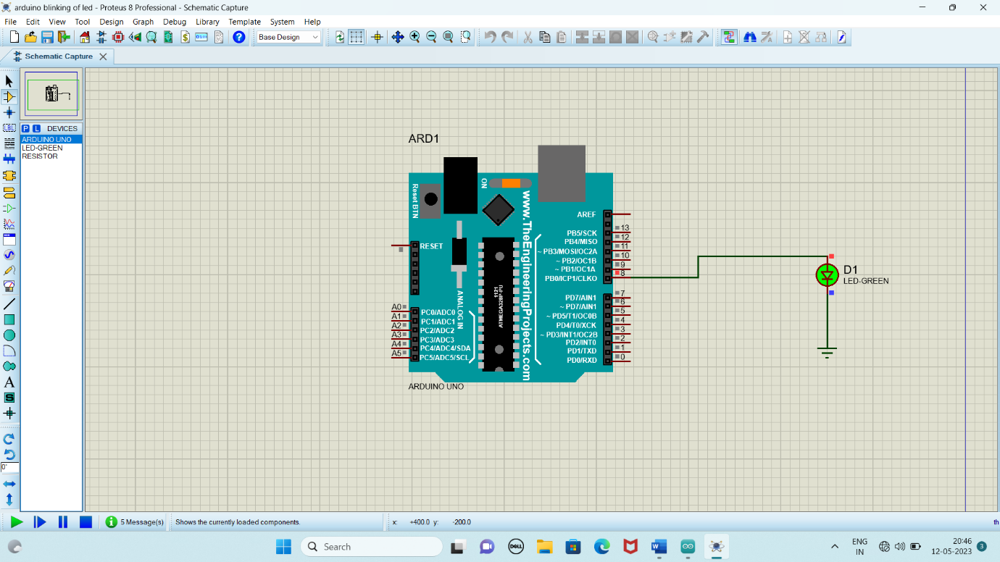 arduino blinking of led - Proteus 8 Professional - Schematic Capture
File Edit View Tool Design Graph Debug Library Template System Help
Base Design
Schematic Capture
P L DEVICES
ARDUINO UNO
LED-GREEN
RESISTOR
LBL
A
S
0°
ARD1
Reset BTN
ON
www.TheEngineeringProjects.com
RESET
ANALOG IN
1121
A0 PC0/ADC0
A1 PC1/ADC1
A2 PC2/ADC2
A3 PC3/ADC3
A4 PC4/ADC4/SDA
A5 PC5/ADC5/SCL
AREF
PB5/SCK 13
PB4/MISO 12
~ PB3/MOSI/OC2A 11
~ PB2/OC1B 10
~ PB1/OC1A 9
PB0/ICP1/CLKO 8
PD7/AIN1 7
~ PD7/AIN1 6
~ PD5/T1/OC0B 5
PD4/T0/XCK 4
~ PD3/INT1/OC2B 3
PD2/INT0 2
PD1/TXD 1
PD0/RXD 0
ARDUINO UNO
D1
LED-GREEN
5 Message(s) Shows the currently loaded components. x: +400.0 y: -200.0 th
Search
DELL
W
ENG
IN
20:46
12-05-2023
3